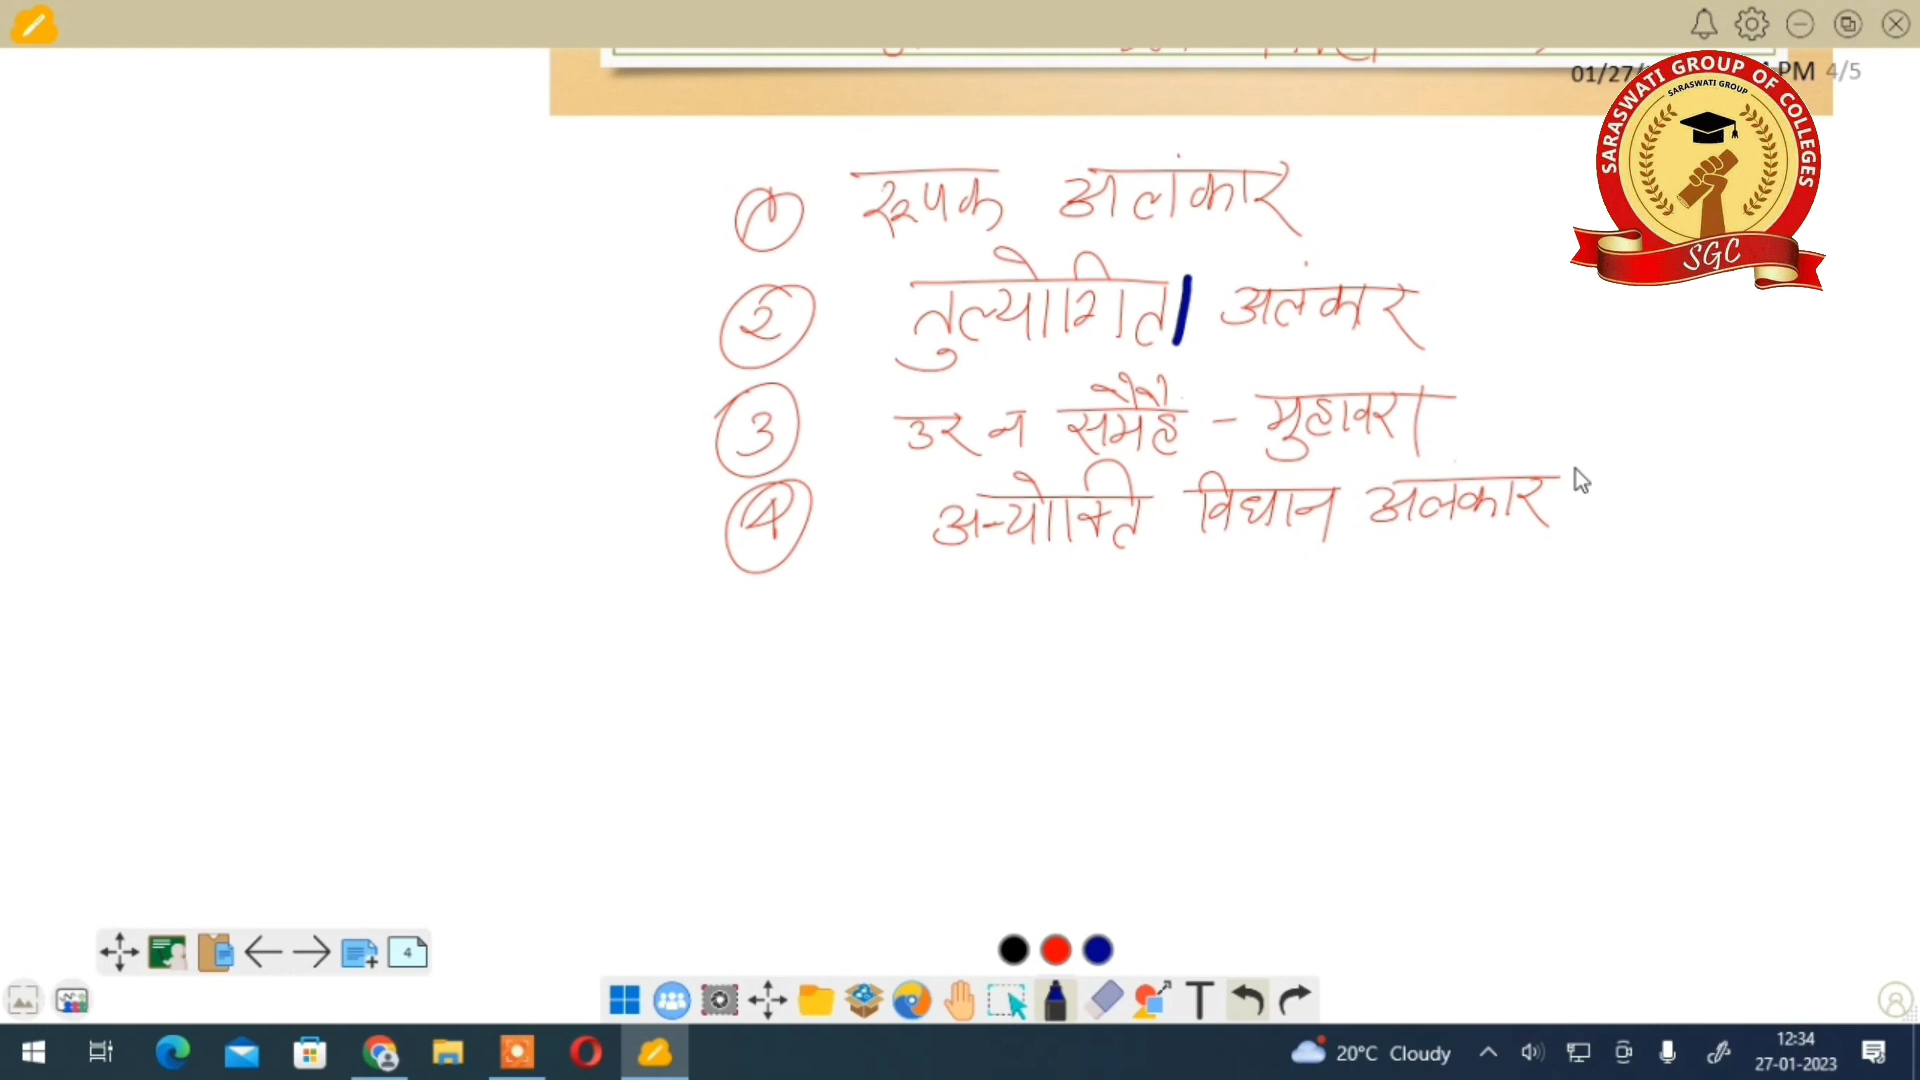 01/27/ PM 4/5
SARASWATI GROUP OF COLLEGES
SARASWATI GROUP
SGC
1 रूपक अलंकार
2 तुल्योगिता अलंकार
3 उर न समैहै - मुहावरा
4 अन्योक्ति विधान अलंकार
4
T
20°C Cloudy
12:34
27-01-2023